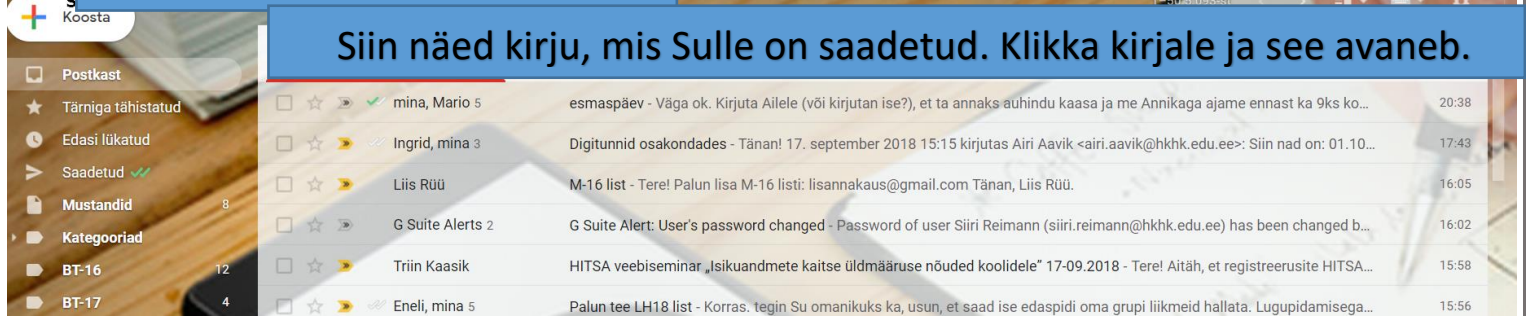 Koosta
Siin näed kirju, mis Sulle on saadetud. Klikka kirjale ja see avaneb.
Postkast
Tärniga tähistatud
Edasi lükatud
Saadetud
Mustandid 8
Kategooriad
BT-16 12
BT-17 4
mina, Mario 5 esmaspäev - Väga ok. Kirjuta Ailele (või kirjutan ise?), et ta annaks auhindu kaasa ja me Annikaga ajame ennast ka 9ks ko... 20:38
Ingrid, mina 3 Digitunnid osakondades - Tänan! 17. september 2018 15:15 kirjutas Airi Aavik <airi.aavik@hkhk.edu.ee>: Siin nad on: 01.10... 17:43
Liis Rüü M-16 list - Tere! Palun lisa M-16 listi: lisannakaus@gmail.com Tänan, Liis Rüü. 16:05
G Suite Alerts 2 G Suite Alert: User's password changed - Password of user Siiri Reimann (siiri.reimann@hkhk.edu.ee) has been changed b... 16:02
Triin Kaasik HITSA veebiseminar „Isikuandmete kaitse üldmääruse nõuded koolidele” 17-09.2018 - Tere! Aitäh, et registreerusite HITSA... 15:58
Eneli, mina 5 Palun tee LH18 list - Korras. tegin Su omanikuks ka, usun, et saad ise edaspidi oma grupi liikmeid hallata. Lugupidamisega... 15:56